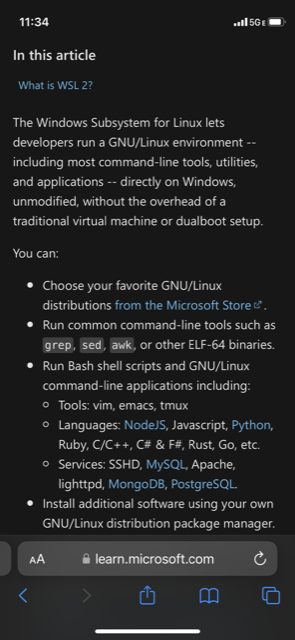 11:34
5GE
In this article
What is WSL 2?
The Windows Subsystem for Linux lets
developers run a GNU/Linux environment --
including most command-line tools, utilities,
and applications -- directly on Windows,
unmodified, without the overhead of a
traditional virtual machine or dualboot setup.
You can:
• Choose your favorite GNU/Linux
distributions from the Microsoft Store.
• Run common command-line tools such as
grep, sed, awk, or other ELF-64 binaries.
• Run Bash shell scripts and GNU/Linux
command-line applications including:
○ Tools: vim, emacs, tmux
○ Languages: NodeJS, Javascript, Python,
Ruby, C/C++, C# & F#, Rust, Go, etc.
○ Services: SSHD, MySQL, Apache,
lighttpd, MongoDB, PostgreSQL.
• Install additional software using your own
GNU/Linux distribution package manager.
AA learn.microsoft.com